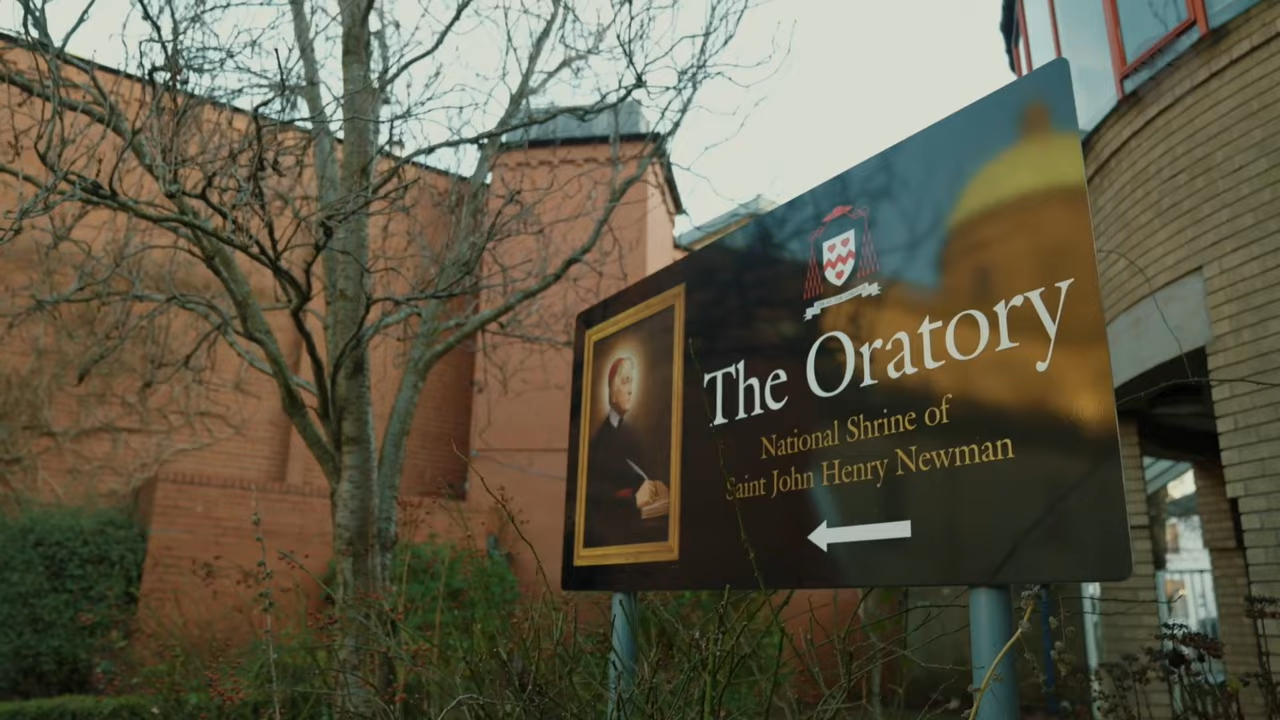 The Oratory
National Shrine of
Saint John Henry Newman